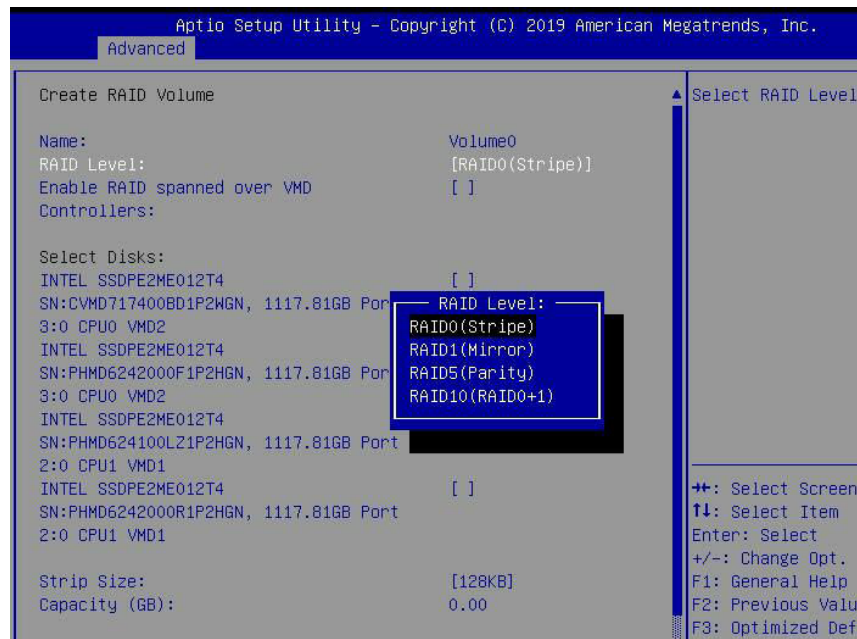 Aptio Setup Utility – Copyright (C) 2019 American Megatrends, Inc.
Advanced
Create RAID Volume
Select RAID Level
Name: Volume0
RAID Level: [RAID0(Stripe)]
Enable RAID spanned over VMD [ ]
Controllers:
Select Disks:
INTEL SSDPE2ME012T4 [ ]
SN:CVMD717400BD1P2WGN, 1117.81GB Por
3:0 CPU0 VMD2
INTEL SSDPE2ME012T4
SN:PHMD6242000F1P2HGN, 1117.81GB Por
3:0 CPU0 VMD2
INTEL SSDPE2ME012T4
SN:PHMD624100LZ1P2HGN, 1117.81GB Port
2:0 CPU1 VMD1
INTEL SSDPE2ME012T4 [ ]
SN:PHMD6242000R1P2HGN, 1117.81GB Port
2:0 CPU1 VMD1
Strip Size: [128KB]
Capacity (GB): 0.00
RAID Level:
RAID0(Stripe)
RAID1(Mirror)
RAID5(Parity)
RAID10(RAID0+1)
→←: Select Screen
↑↓: Select Item
Enter: Select
+/-: Change Opt.
F1: General Help
F2: Previous Valu
F3: Optimized Def